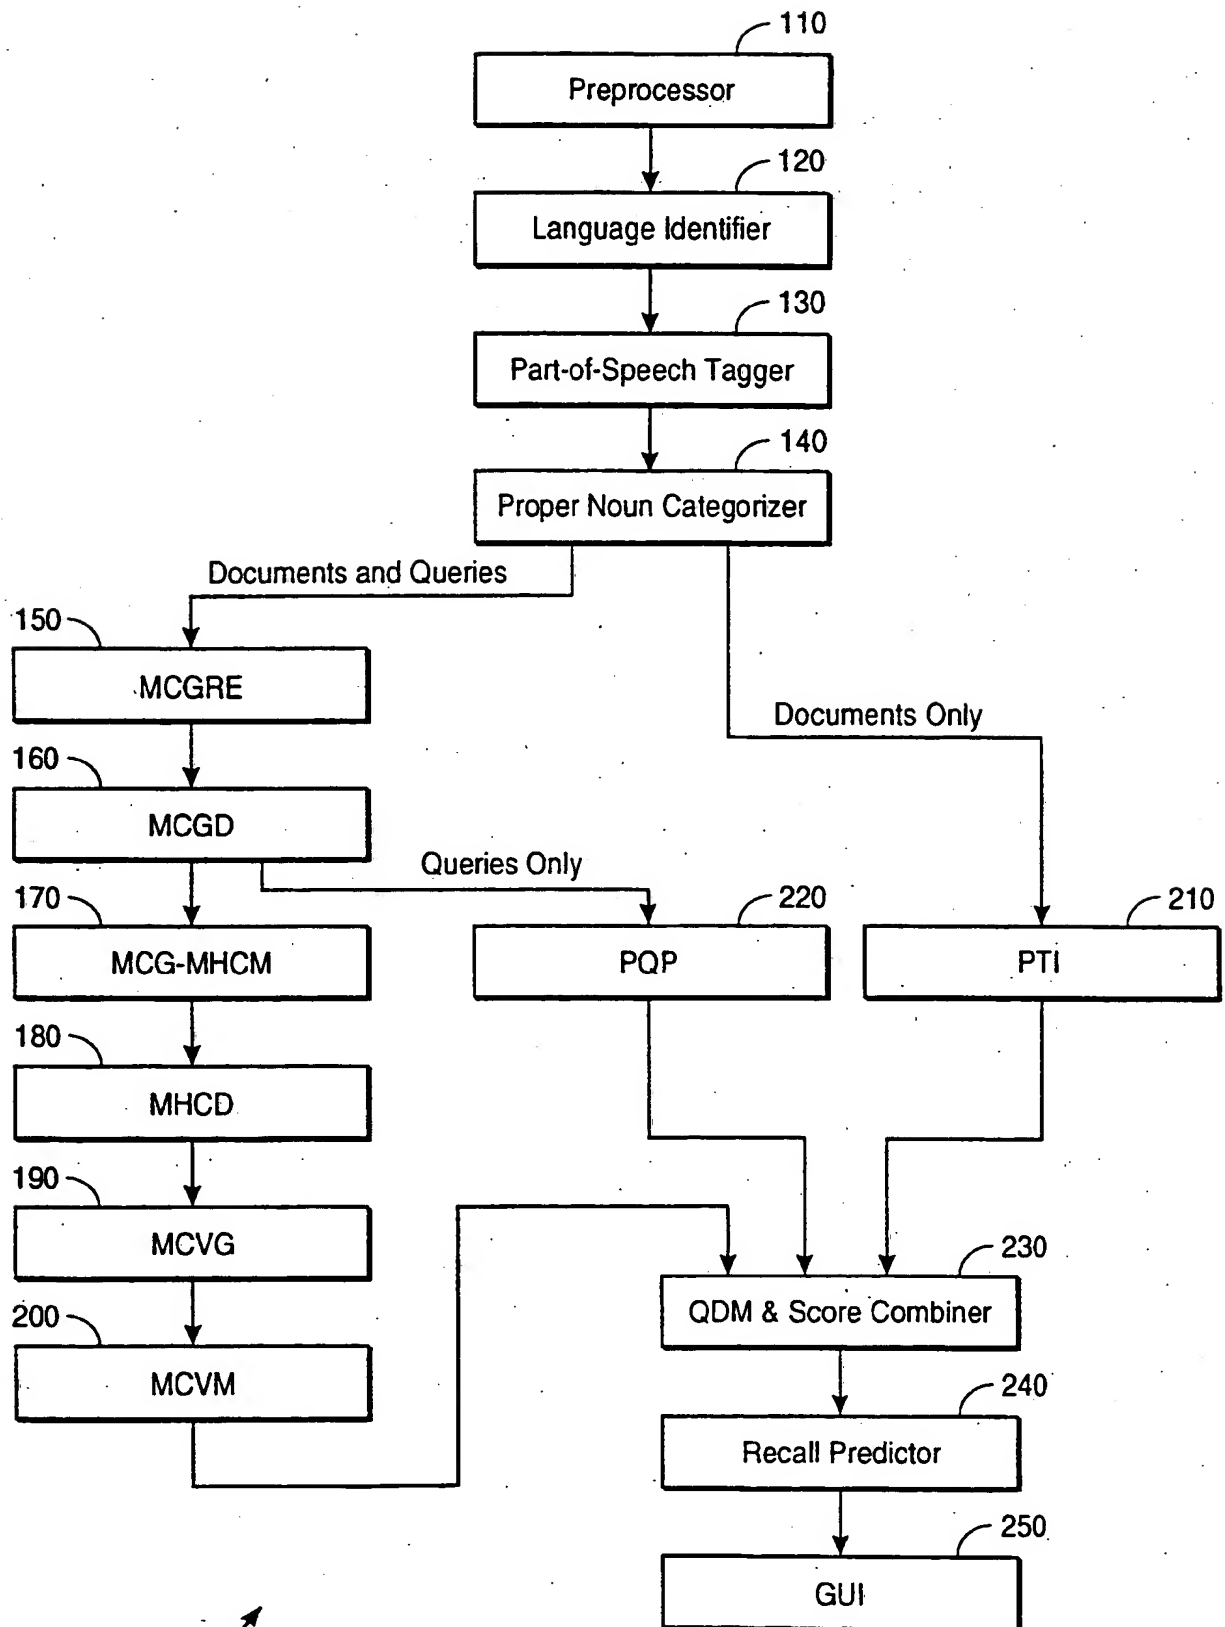 110
Preprocessor
120
Language Identifier
130
Part-of-Speech Tagger
140
Proper Noun Categorizer
Documents and Queries
150
MCGRE
Documents Only
160
MCGD
Queries Only
170
MCG-MHCM
220
PQP
210
PTI
180
MHCD
190
MCVG
230
QDM & Score Combiner
200
MCVM
240
Recall Predictor
250
GUI